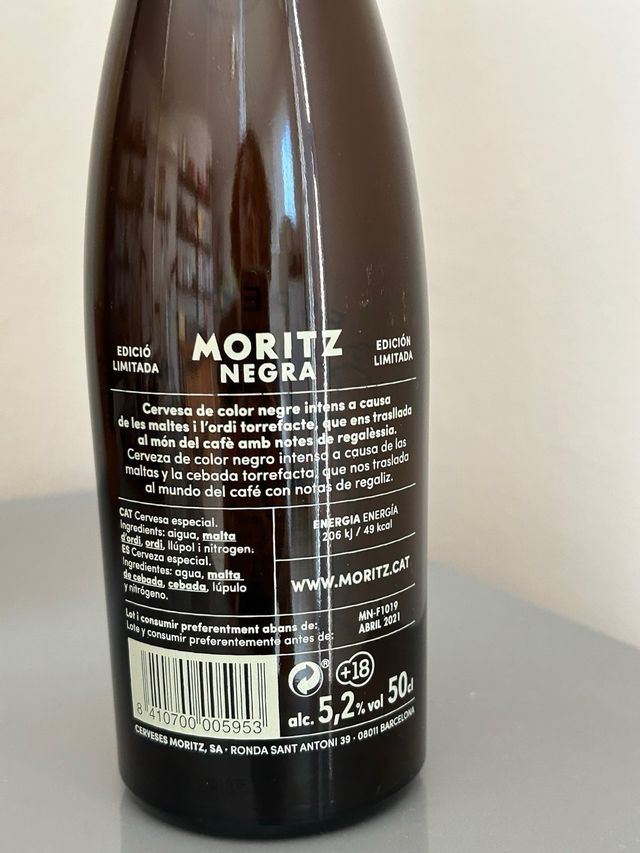 EDICIÓ
LIMITADA
MORITZ
NEGRA
EDICIÓN
LIMITADA
Cervesa de color negre intens a causa
de les maltes i l'ordi torrefacte, que ens trasllada
al món del cafè amb notes de regalèssia.
Cerveza de color negro intenso a causa de las
maltas y la cebada torrefacta, que nos traslada
al mundo del café con notas de regaliz.
CAT Cervesa especial.
Ingredients: aigua, malta
d'ordi, ordi, llúpol i nitrogen.
ES Cerveza especial.
Ingredientes: agua, malta
de cebada, cebada, lúpulo
y nitrógeno.
ENERGIA ENERGÍA
206 kJ / 49 kcal
WWW.MORITZ.CAT
Lot i consumir preferentment abans de:
Lote y consumir preferentemente antes de:
MN-F1019
ABRIL 2021
8 410700 005953
® +18
alc. 5,2% vol 50cl
CERVESES MORITZ, SA · RONDA SANT ANTONI 39 · 08011 BARCELONA